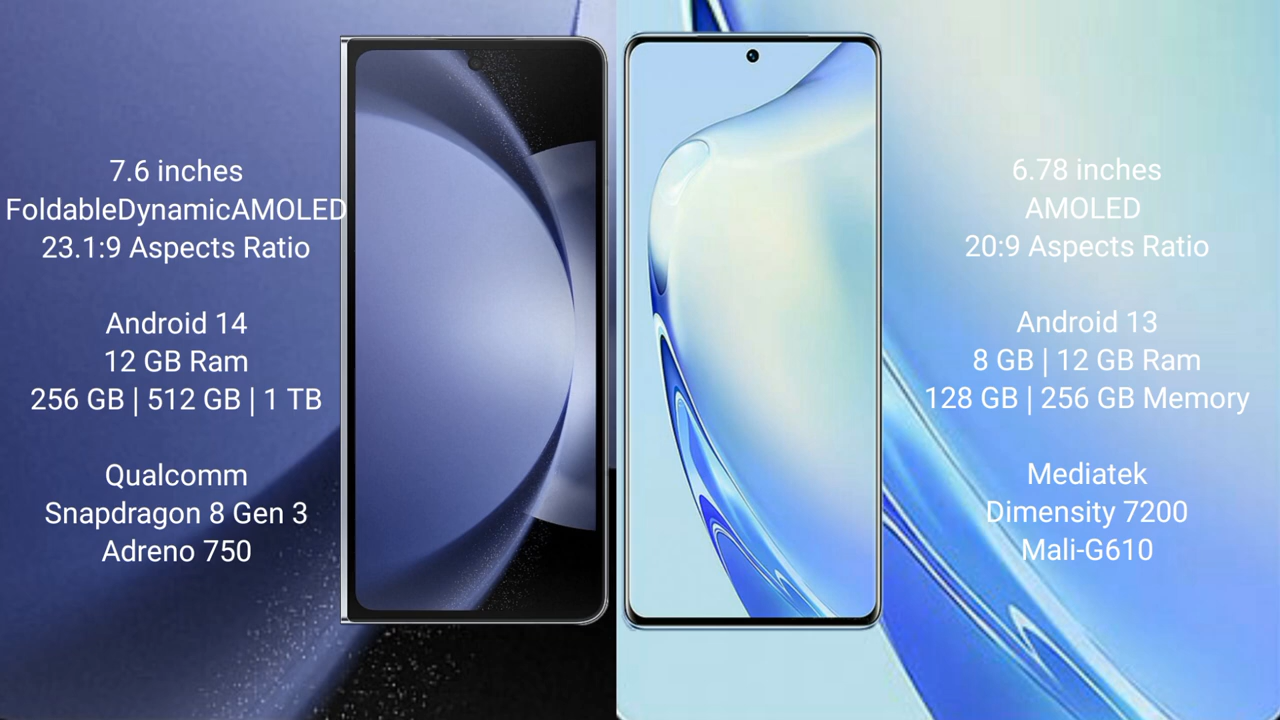 7.6 inches
FoldableDynamicAMOLED
23.1:9 Aspects Ratio
Android 14
12 GB Ram
256 GB | 512 GB | 1 TB
Qualcomm
Snapdragon 8 Gen 3
Adreno 750
6.78 inches
AMOLED
20:9 Aspects Ratio
Android 13
8 GB | 12 GB Ram
128 GB | 256 GB Memory
Mediatek
Dimensity 7200
Mali-G610